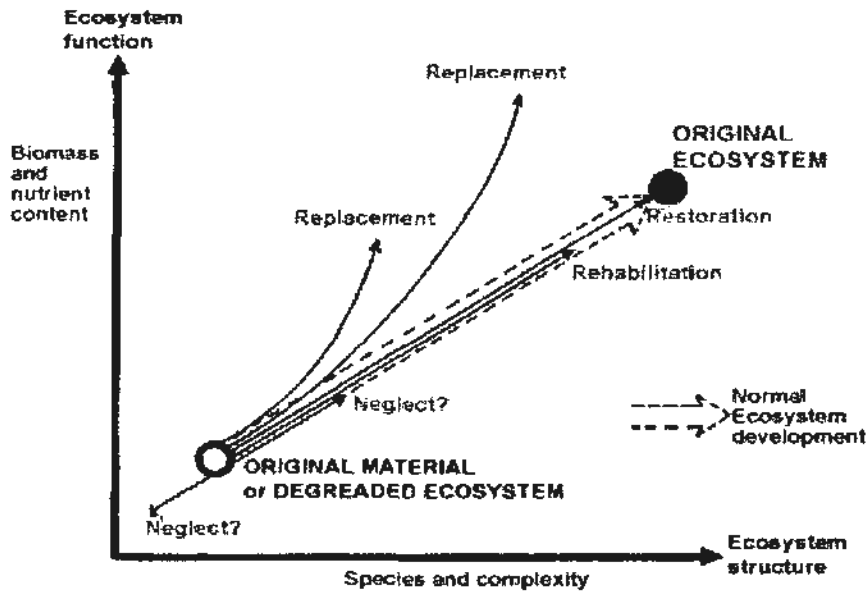 Ecosystem
function
Replacement
ORIGINAL
ECOSYSTEM
Biomass
and
nutrient
content
Replacement
Restoration
Rehabilitation
Neglect?
Normal
Ecosystem
development
ORIGINAL MATERIAL
or DEGREADED ECOSYSTEM
Neglect?
Ecosystem
structure
Species and complexity